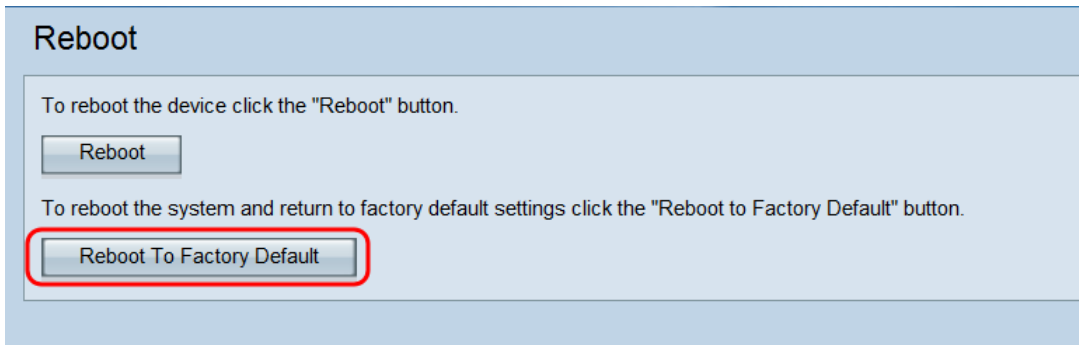 Reboot
To reboot the device click the "Reboot" button.
Reboot
To reboot the system and return to factory default settings click the "Reboot to Factory Default" button.
Reboot To Factory Default